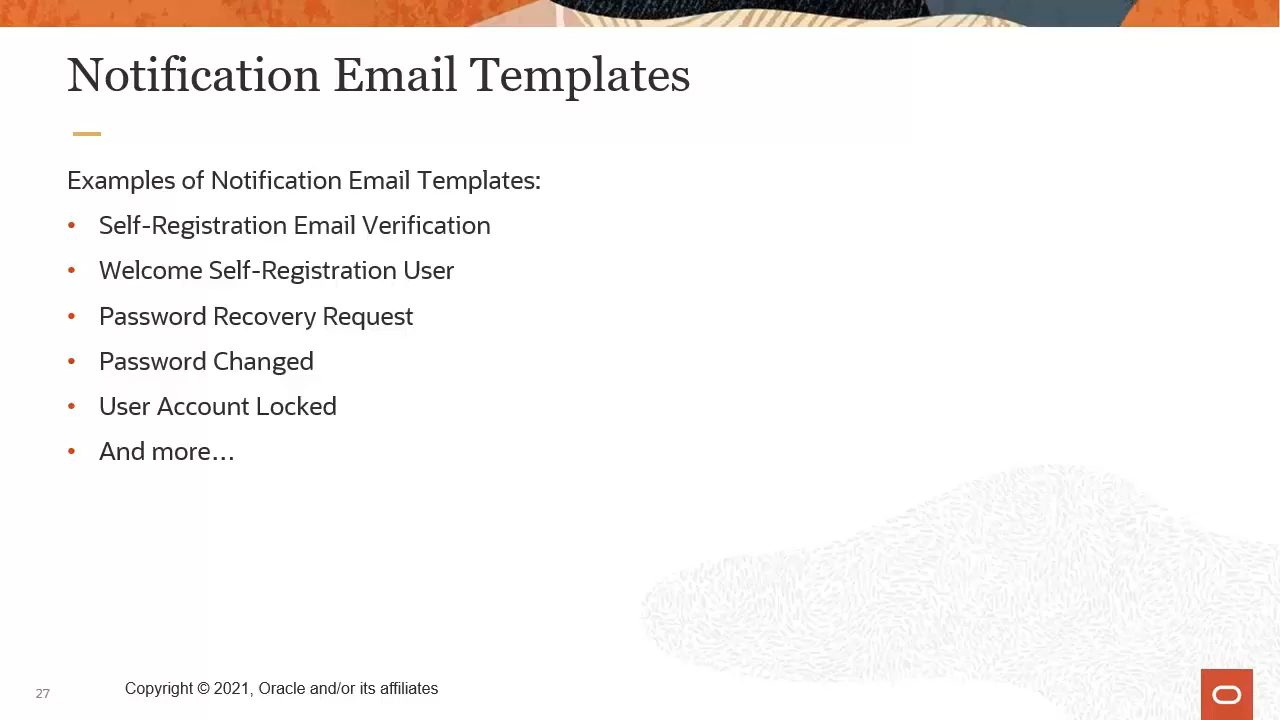 Notification Email Templates
Examples of Notification Email Templates:
• Self-Registration Email Verification
• Welcome Self-Registration User
• Password Recovery Request
• Password Changed
• User Account Locked
• And more…
27
Copyright © 2021, Oracle and/or its affiliates